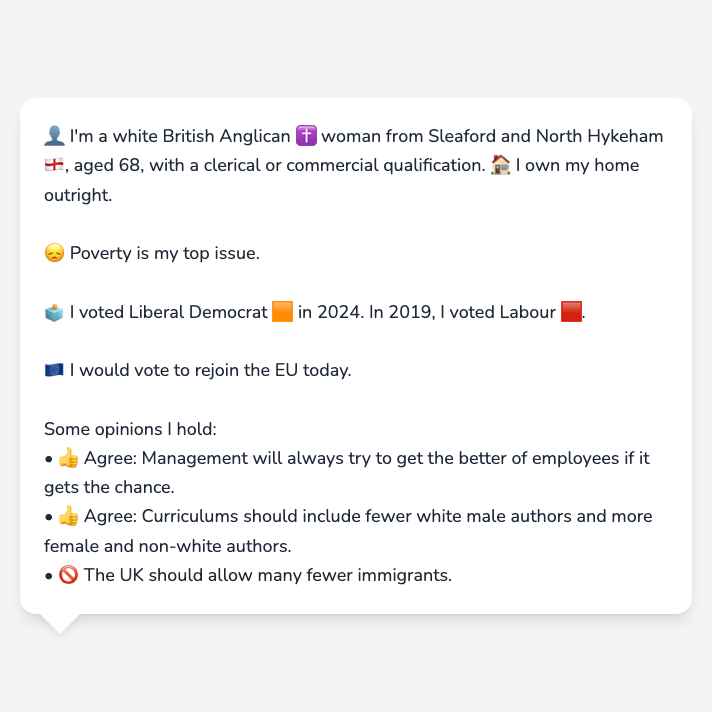 👤 I'm a white British Anglican ✝️ woman from Sleaford and North Hykeham
🏴󠁧󠁢󠁥󠁮󠁧󠁿, aged 68, with a clerical or commercial qualification. 🏠 I own my home
outright.
😞 Poverty is my top issue.
🗳️ I voted Liberal Democrat 🟧 in 2024. In 2019, I voted Labour 🟥.
🇪🇺 I would vote to rejoin the EU today.
Some opinions I hold:
• 👍 Agree: Management will always try to get the better of employees if it
gets the chance.
• 👍 Agree: Curriculums should include fewer white male authors and more
female and non-white authors.
• 🚫 The UK should allow many fewer immigrants.